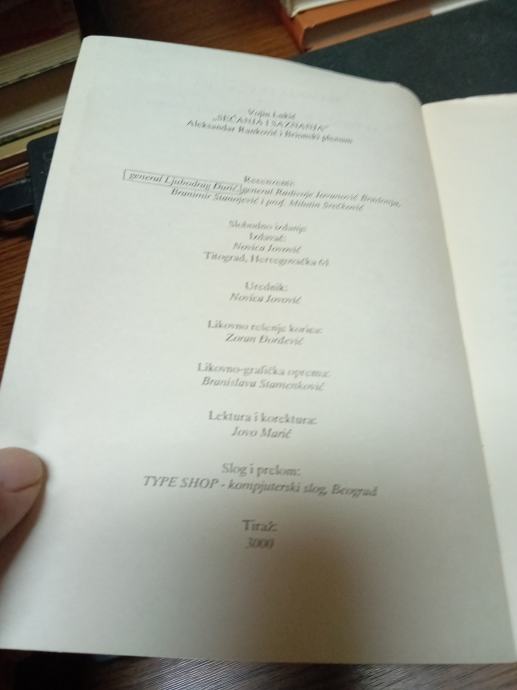 Vojin Lukić
„SEĆANJA I SAZNANJA"
Aleksandar Ranković i Brionski plenum
Recenzenti:
general Ljubodrag Đurić, general Radivoje Jovanović Bradonja,
Branimir Stanojević i prof. Milutin Srećković
Slobodno izdanje
Izdavač:
Novica Jovović
Titograd, Hercegovačka 64
Urednik:
Novica Jovović
Likovno rešenje korica:
Zoran Đorđević
Likovno-grafička oprema:
Branislava Stamenković
Lektura i korektura:
Jovo Marić
Slog i prelom:
TYPE SHOP - kompjuterski slog, Beograd
Tiraž:
3000